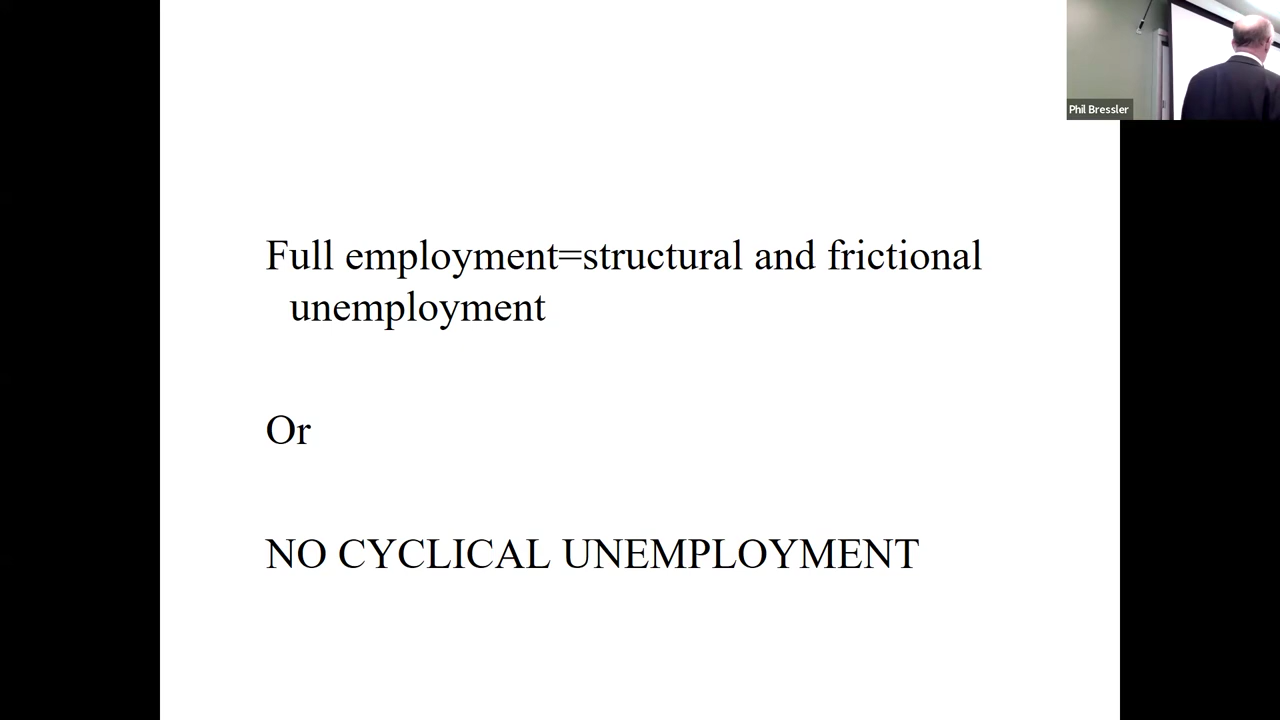 Phil Bressler
Full employment=structural and frictional
unemployment
Or
NO CYCLICAL UNEMPLOYMENT